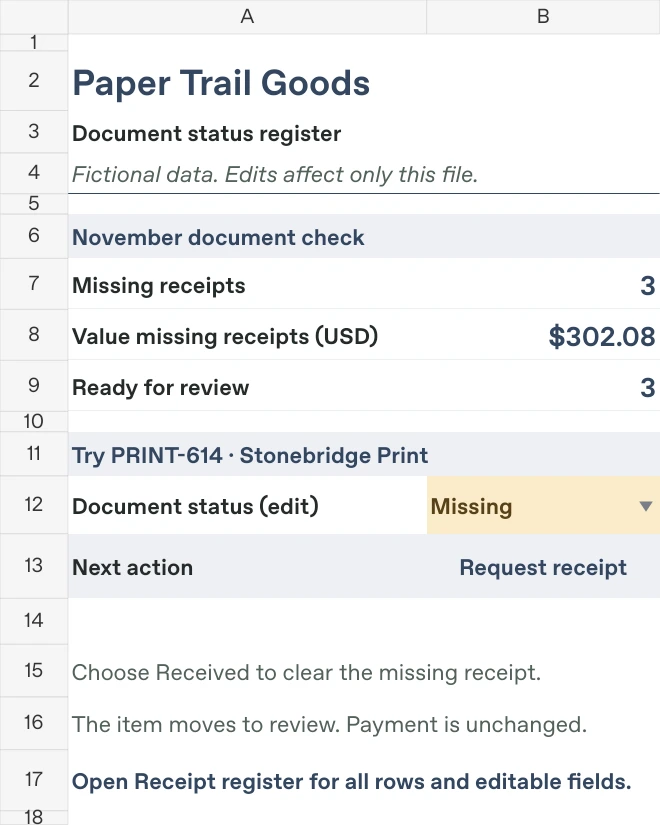 A B
1
2 Paper Trail Goods
3 Document status register
4 Fictional data. Edits affect only this file.
5
6 November document check
7 Missing receipts 3
8 Value missing receipts (USD) $302.08
9 Ready for review 3
10
11 Try PRINT-614 · Stonebridge Print
12 Document status (edit) Missing ▼
13 Next action Request receipt
14
15 Choose Received to clear the missing receipt.
16 The item moves to review. Payment is unchanged.
17 Open Receipt register for all rows and editable fields.
18